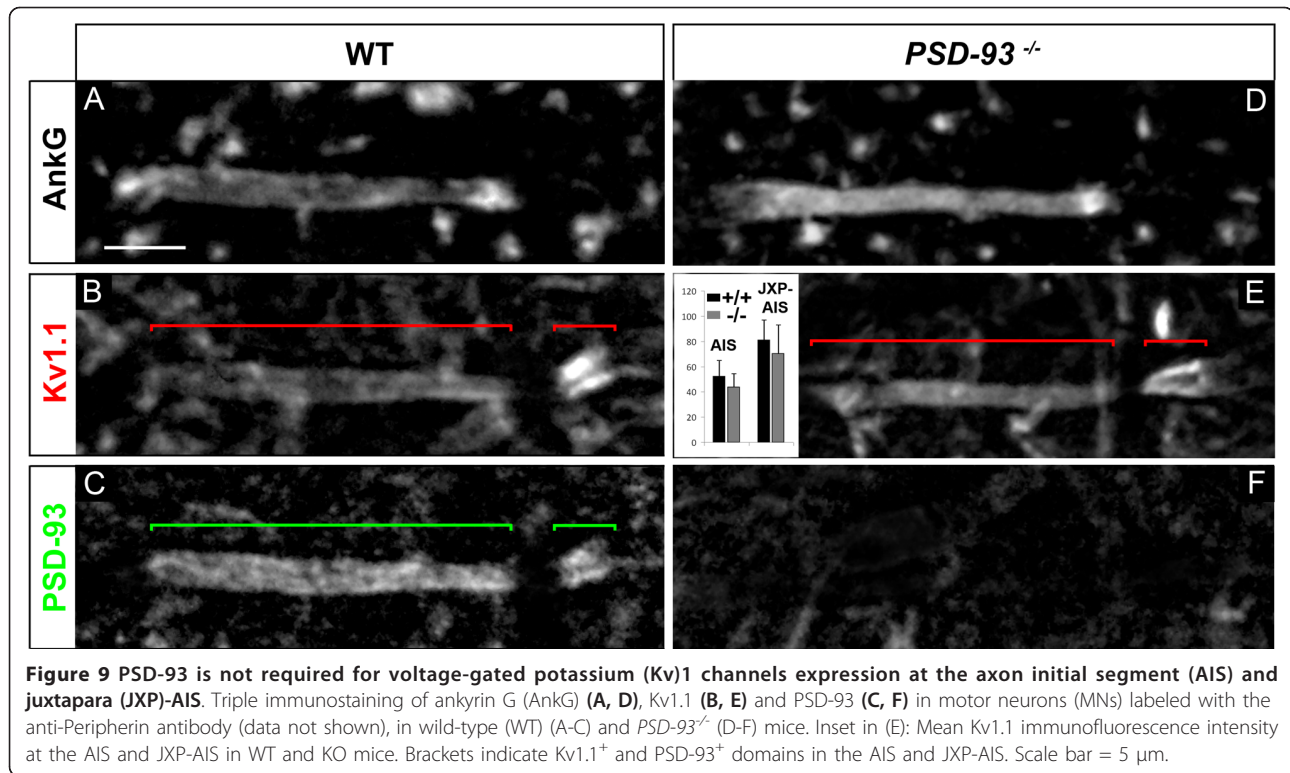 WT
PSD-93 -/-
AnkG
A
D
Kv1.1
B
120
100
80
60
40
20
0
+/+
-/-
AIS
JXP-
AIS
E
PSD-93
C
F
Figure 9 PSD-93 is not required for voltage-gated potassium (Kv)1 channels expression at the axon initial segment (AIS) and
juxtapara (JXP)-AIS. Triple immunostaining of ankyrin G (AnkG) (A, D), Kv1.1 (B, E) and PSD-93 (C, F) in motor neurons (MNs) labeled with the
anti-Peripherin antibody (data not shown), in wild-type (WT) (A-C) and PSD-93-/- (D-F) mice. Inset in (E): Mean Kv1.1 immunofluorescence intensity
at the AIS and JXP-AIS in WT and KO mice. Brackets indicate Kv1.1+ and PSD-93+ domains in the AIS and JXP-AIS. Scale bar = 5 μm.